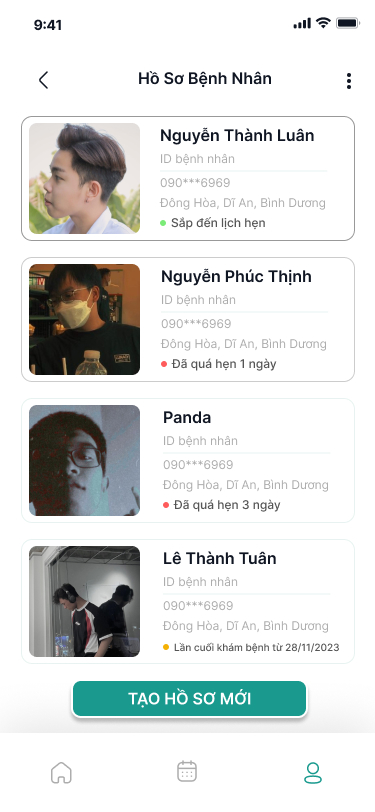 9:41
Hồ Sơ Bệnh Nhân
Nguyễn Thành Luân
ID bệnh nhân
090***6969
Đông Hòa, Dĩ An, Bình Dương
Sắp đến lịch hẹn
Nguyễn Phúc Thịnh
ID bệnh nhân
090***6969
Đông Hòa, Dĩ An, Bình Dương
Đã quá hẹn 1 ngày
Panda
ID bệnh nhân
090***6969
Đông Hòa, Dĩ An, Bình Dương
Đã quá hẹn 3 ngày
Lê Thành Tuân
ID bệnh nhân
090***6969
Đông Hòa, Dĩ An, Bình Dương
Lần cuối khám bệnh từ 28/11/2023
TẠO HỒ SƠ MỚI